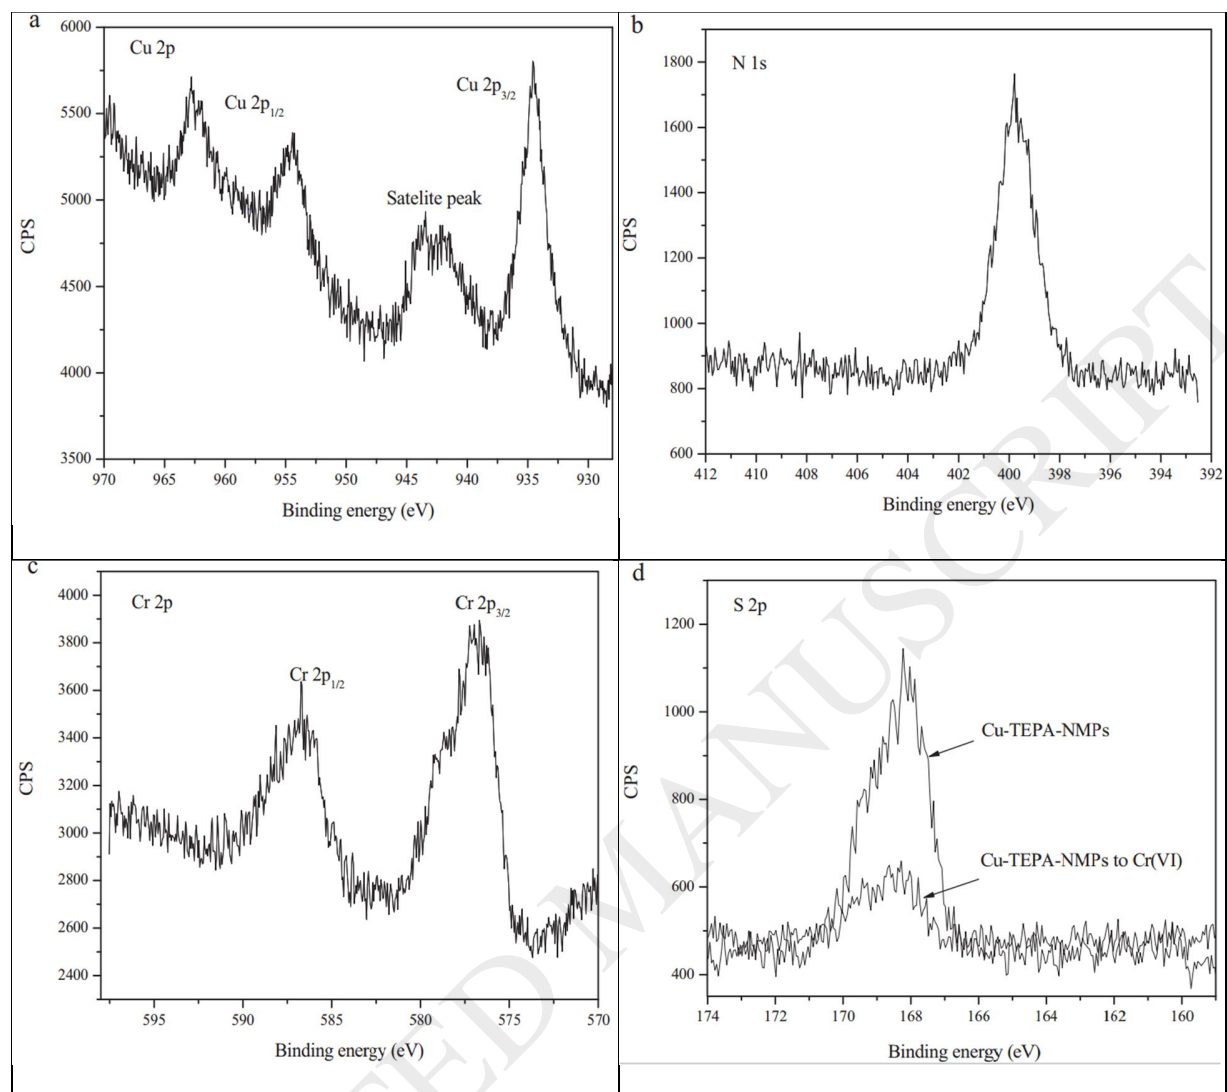 a
Cu 2p
Cu 2p1/2
Satelite peak
Cu 2p3/2
6000
5500
5000
4500
4000
3500
CPS
970 965 960 955 950 945 940 935 930
Binding energy (eV)
b
N 1s
1800
1600
1400
1200
1000
800
600
CPS
412 410 408 406 404 402 400 398 396 394 392
Binding energy (eV)
c
Cr 2p
Cr 2p1/2
Cr 2p3/2
4000
3800
3600
3400
3200
3000
2800
2600
2400
CPS
595 590 585 580 575 570
Binding energy (eV)
d
S 2p
Cu-TEPA-NMPs
Cu-TEPA-NMPs to Cr(VI)
1200
1000
800
600
400
CPS
174 172 170 168 166 164 162 160
Binding energy (eV)
TED MANUSCRIPT